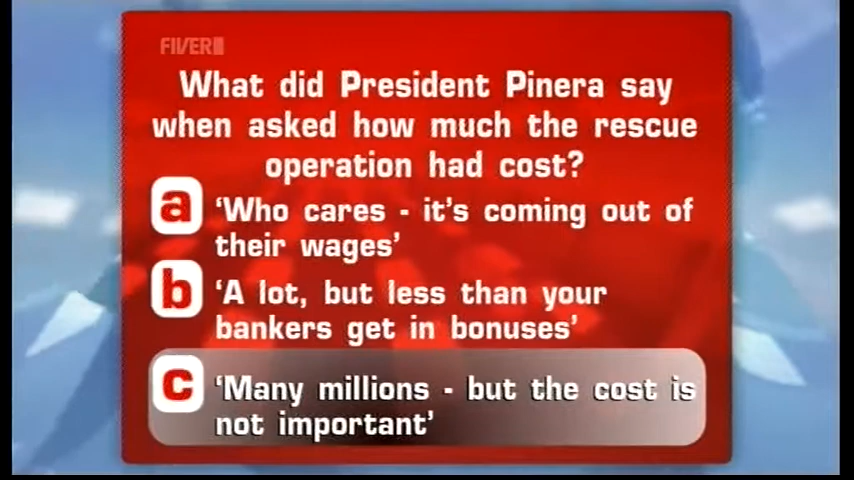 FIVER
What did President Pinera say
when asked how much the rescue
operation had cost?
a
'Who cares - it's coming out of
their wages'
b
'A lot, but less than your
bankers get in bonuses'
c
'Many millions - but the cost is
not important'